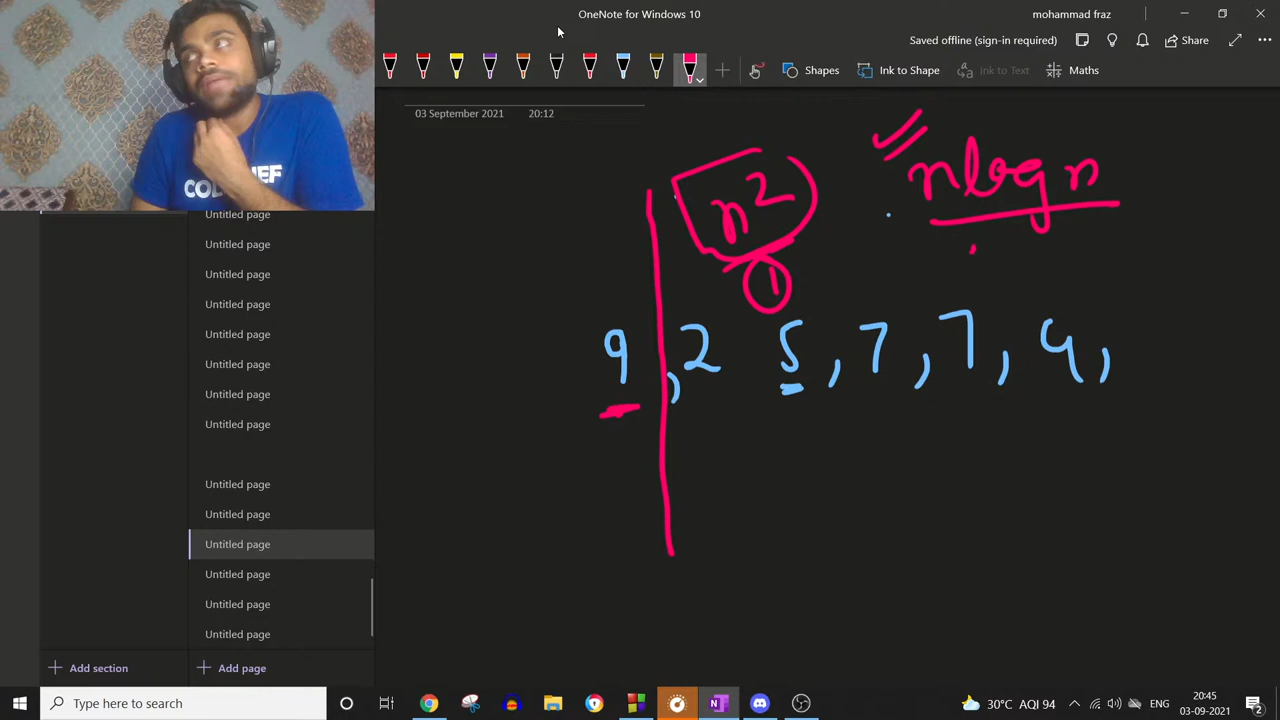 OneNote for Windows 10
mohammad fraz
Saved offline (sign-in required)
Share
Shapes
Ink to Shape
Ink to Text
Maths
03 September 2021 20:12
n²
n log n
1
9, 2 5, 7, 7, 4,
Untitled page
Untitled page
Untitled page
Untitled page
Untitled page
Untitled page
Untitled page
Untitled page
Untitled page
Untitled page
Untitled page
Untitled page
Untitled page
Untitled page
Add section
Add page
Type here to search
30°C AQI 94
ENG
20:45
03-09-2021